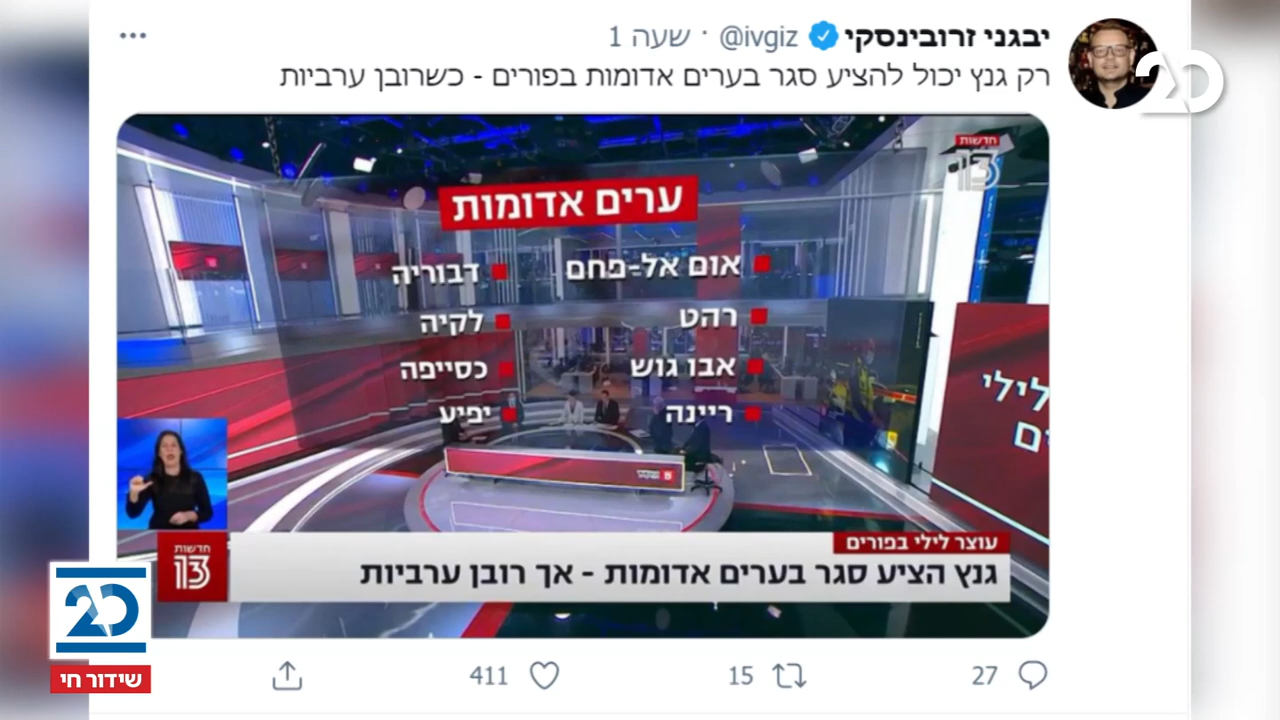 יבגני זרובינסקי @ivgiz · שעה 1
20
רק גנץ יכול להציע סגר בערים אדומות בפורים - כשרובן ערביות
חדשות
13
ערים אדומות
אום אל-פחם
דבוריה
רהט
לקיה
אבו גוש
כסייפה
ריינה
יפיע
עוצר לילי בפורים
גנץ הציע סגר בערים אדומות - אך רובן ערביות
חדשות
13
27
15
411
20
שידור חי